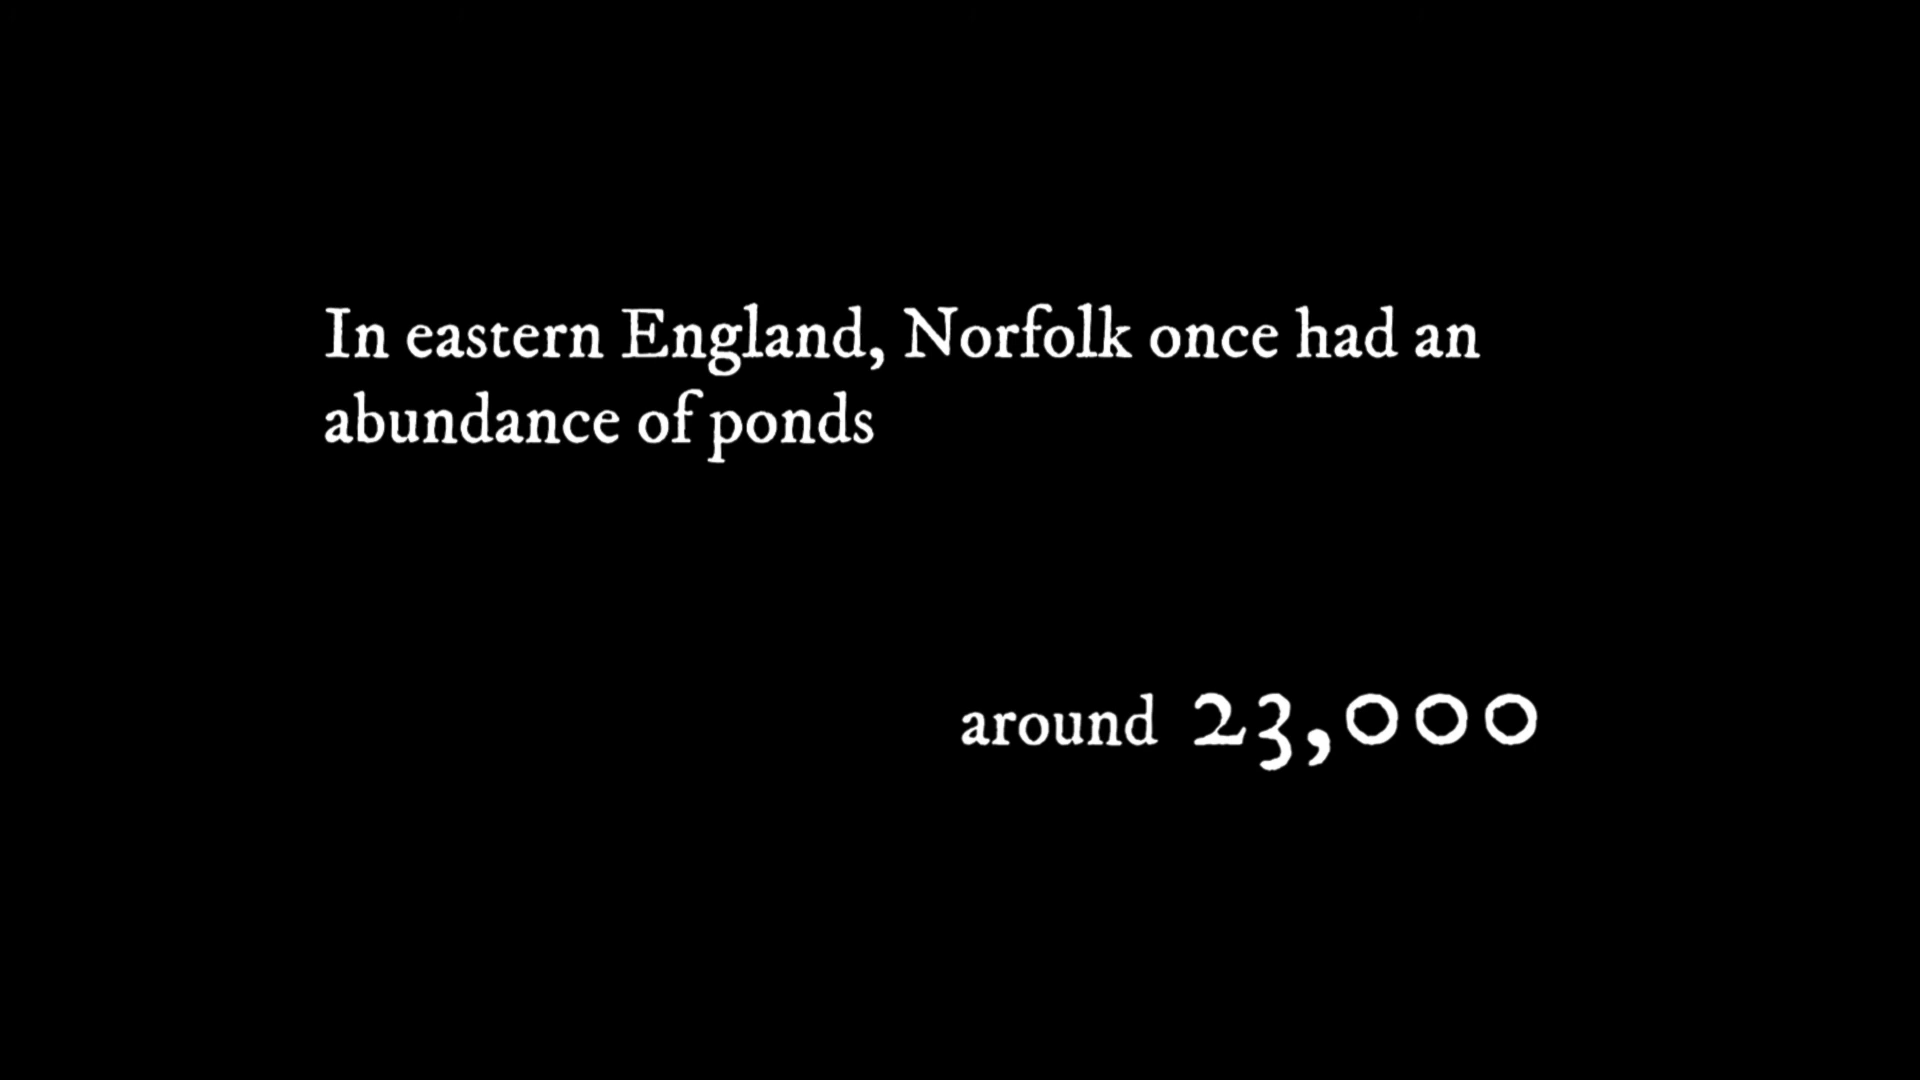 In eastern England, Norfolk once had an
abundance of ponds
around 23,000